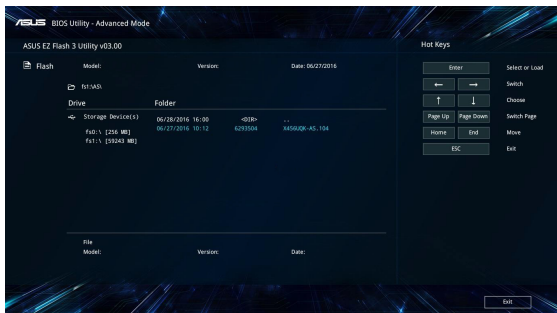 ASUS BIOS Utility - Advanced Mode
ASUS EZ Flash 3 Utility v03.00
Hot Keys
Flash
Model: Version: Date: 06/27/2016
fs1:\A5\
Drive Folder
Storage Device(s)
fs0:\ [256 MB]
fs1:\ [59243 MB]
06/28/2016 16:00 <DIR> ..
06/27/2016 10:12 6293504 X456UQK-AS.104
File
Model: Version: Date:
Enter Select or Load
← → Switch
↑ ↓ Choose
Page Up Page Down Switch Page
Home End Move
ESC Exit
Exit